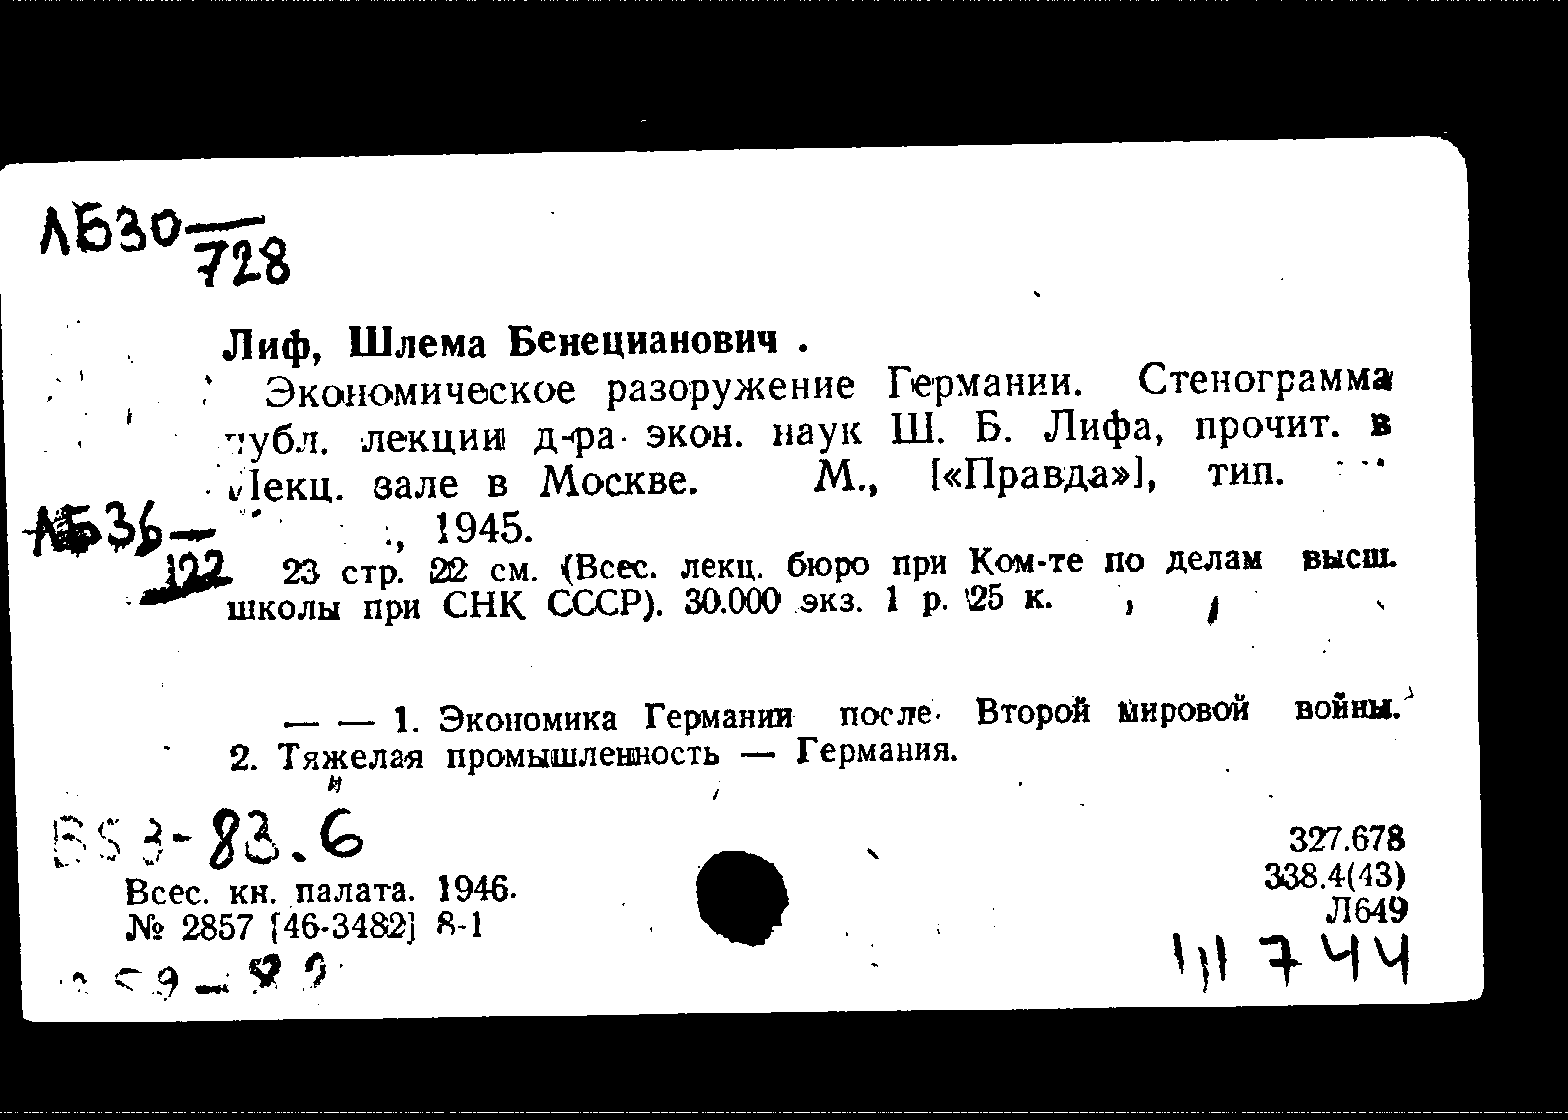 ЛБ30—
728
Лиф, Шлема Бенецианович .
Экономическое разоружение Германии. Стенограмма
публ. лекции д-ра экон. наук Ш. Б. Лифа, прочит. в
Лекц. зале в Москве. М., [«Правда»], тип.
ЛБ36—
1945.
122
23 стр. 22 см. (Всес. лекц. бюро при Ком-те по делам высш.
школы при СНК СССР). 30.000 экз. 1 р. 25 к.
— — 1. Экономика Германии после Второй мировой войны.
2. Тяжелая промышленность — Германия.
Б53-83.6
327.678
Всес. кн. палата. 1946.
338.4(43)
№ 2857 [46-3482] 8-1
Л649
744